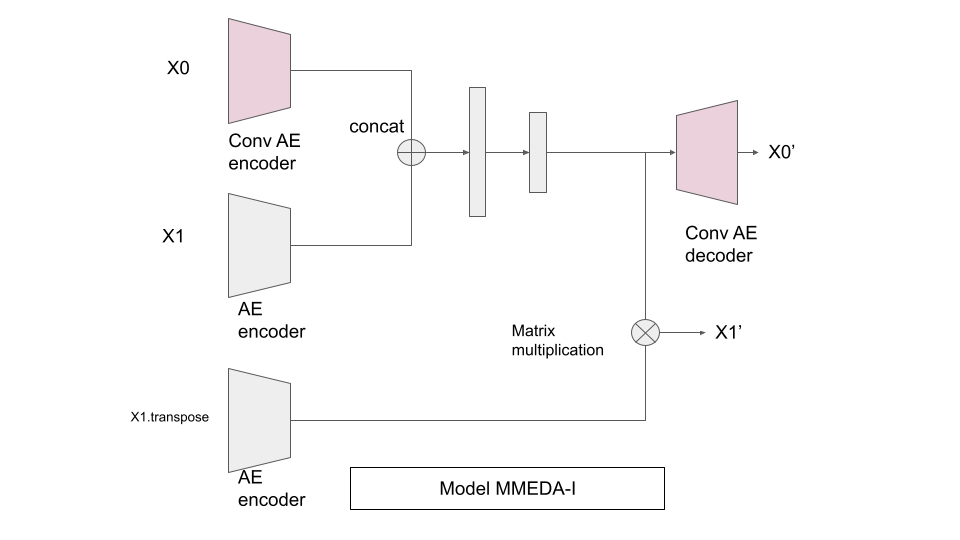 X0
Conv AE
encoder
concat
X0’
X1
Conv AE
decoder
AE
encoder
Matrix
multiplication
X1’
X1.transpose
AE
encoder
Model MMEDA-I